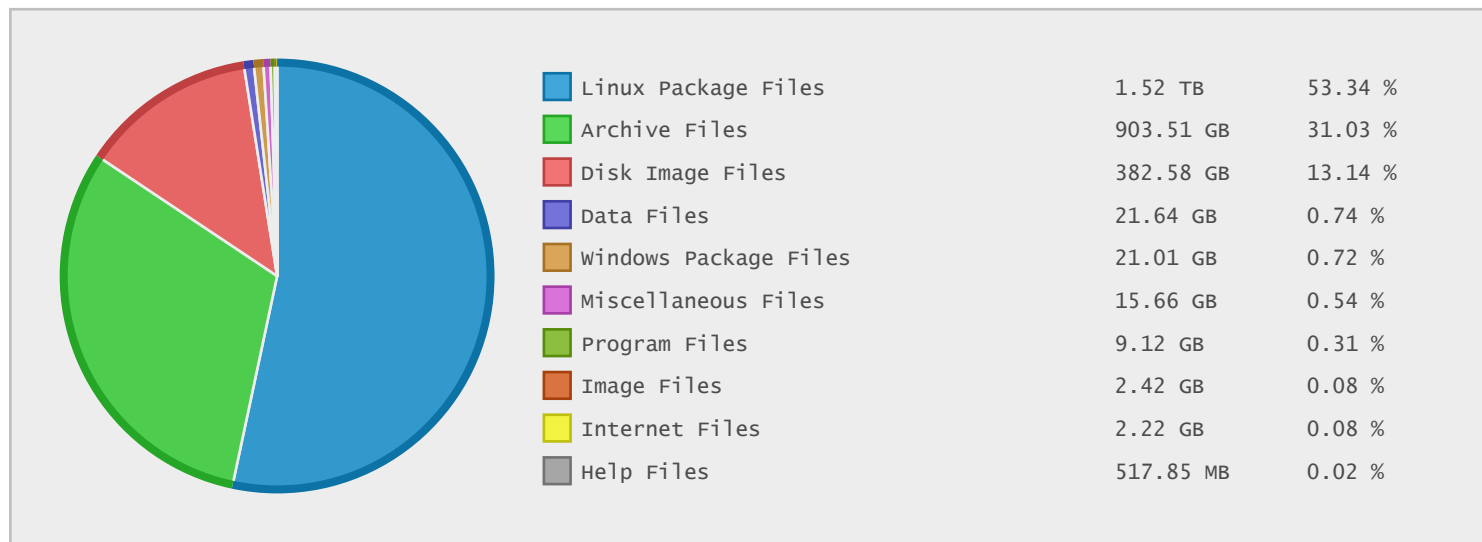 Linux Package Files 1.52 TB 53.34 %
Archive Files 903.51 GB 31.03 %
Disk Image Files 382.58 GB 13.14 %
Data Files 21.64 GB 0.74 %
Windows Package Files 21.01 GB 0.72 %
Miscellaneous Files 15.66 GB 0.54 %
Program Files 9.12 GB 0.31 %
Image Files 2.42 GB 0.08 %
Internet Files 2.22 GB 0.08 %
Help Files 517.85 MB 0.02 %